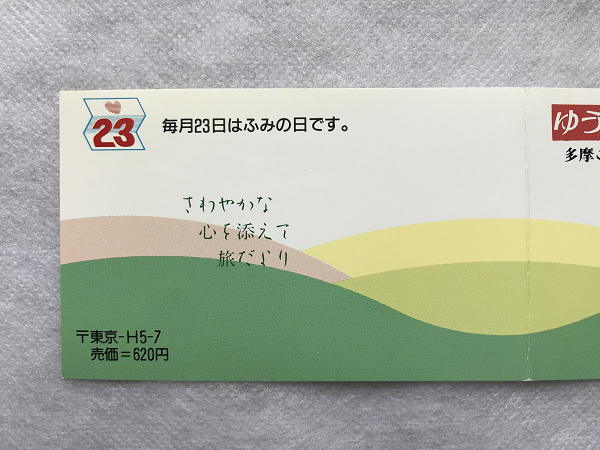 23
毎月23日はふみの日です。
さわやかな
心を添えて
旅だより
〒東京-H5-7
売価=620円
ゆう
多摩